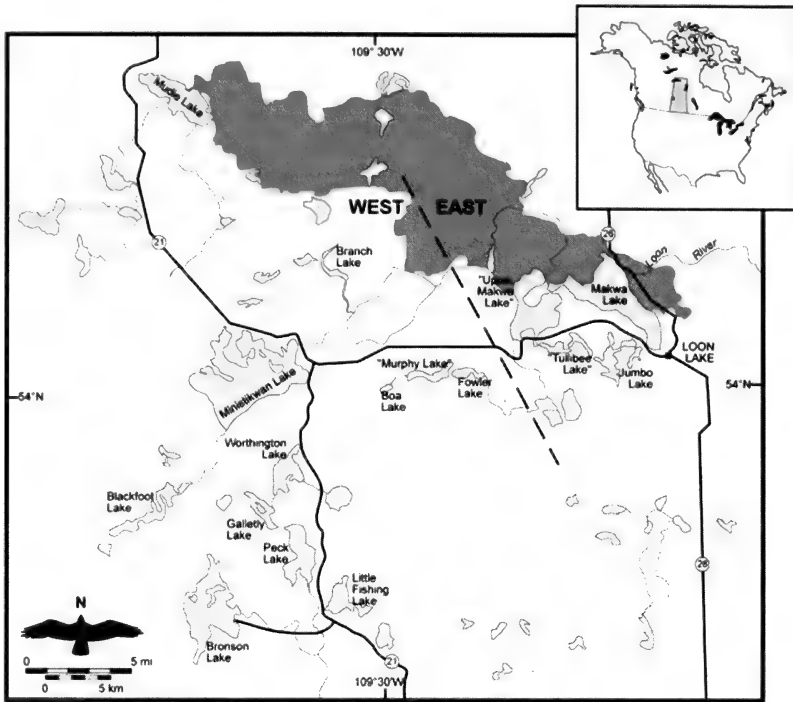 109° 30'W
Mudie Lake
WEST
EAST
21
26
Loon River
Branch
Lake
"Upper
Makwa
Lake"
Makwa
Lake
LOON
LAKE
"Murphy Lake"
"Tullibee
Lake"
Jumbo
Lake
Fowler
Lake
Boa
Lake
54°N
54°N
Ministikwan Lake
Worthington
Lake
Blackfoot
Lake
Galletly
Lake
Peck
Lake
Little
Fishing
Lake
26
N
0 5 mi
0 5 km
Bronson
Lake
21
109° 30'W